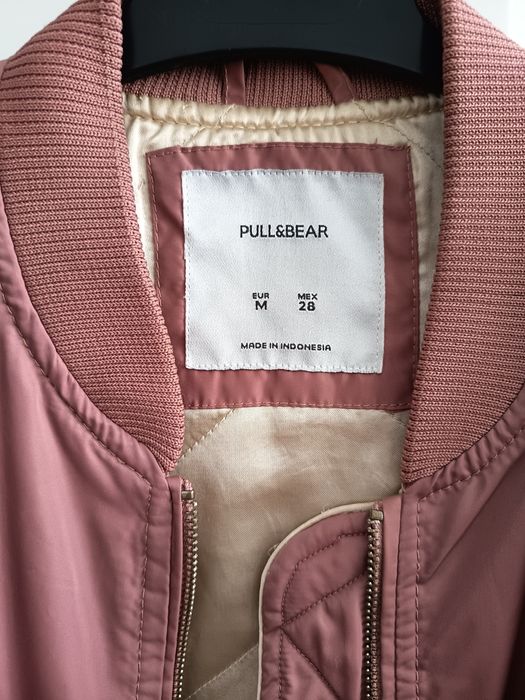 PULL&BEAR
EUR MEX
M 28
MADE IN INDONESIA